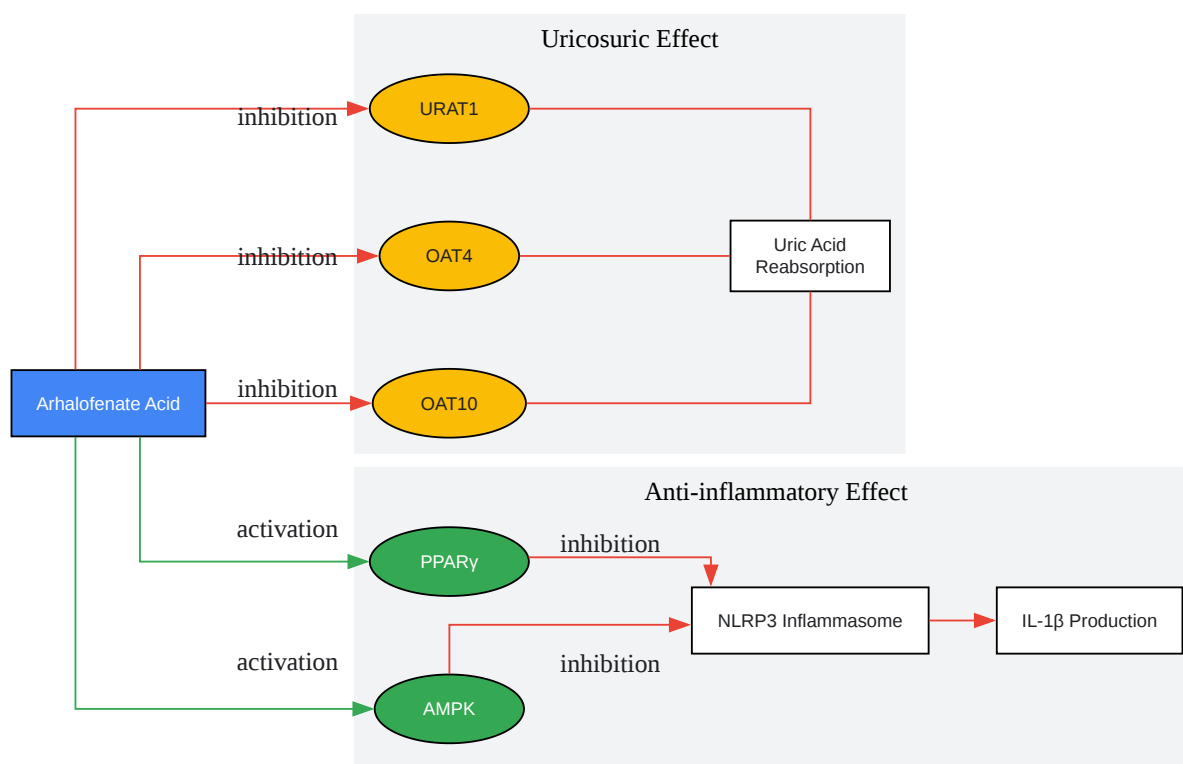 Uricosuric Effect
inhibition
URAT1
inhibition
OAT4
Uric Acid
Reabsorption
Arhalofenate Acid
inhibition
OAT10
Anti-inflammatory Effect
activation
PPARγ
inhibition
NLRP3 Inflammasome
IL-1β Production
activation
inhibition
AMPK